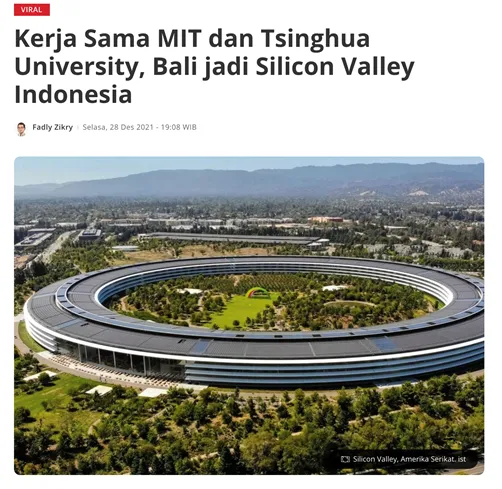 VIRAL
Kerja Sama MIT dan Tsinghua
University, Bali jadi Silicon Valley
Indonesia
Fadly Zikry | Selasa, 28 Des 2021 - 19:08 WIB
Silicon Valley, Amerika Serikat. ist